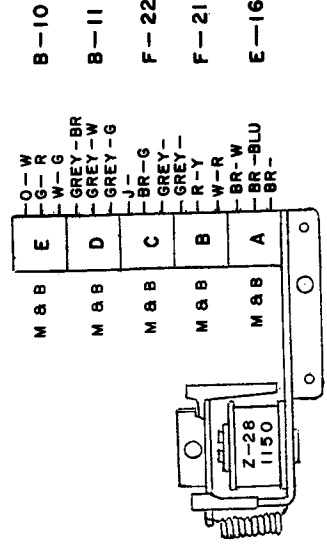 B-10
B-11
F-22
F-21
E-16
O-W
G-R
W-G
GREY-BR
GREY-W
GREY-G
J-
BR-G
GREY-
GREY-
R-Y
W-R
BR-W
BR-BLU
BR-
M & B E
M & B D
M & B C
M & B B
M & B A
Z-28
1150